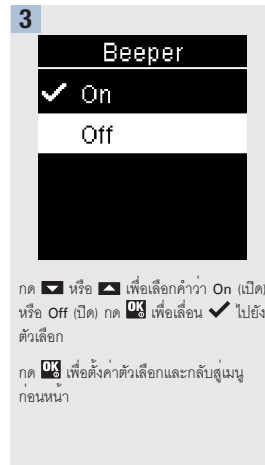 3
Beeper
✓ On
Off
กด ▼ หรือ ▲ เพื่อเลือกคำว่า On (เปิด)
หรือ Off (ปิด) กด OK เพื่อเลื่อน ✓ ไปยัง
ตัวเลือก
กด OK เพื่อตั้งค่าตัวเลือกและกลับสู่เมนู
ก่อนหน้า